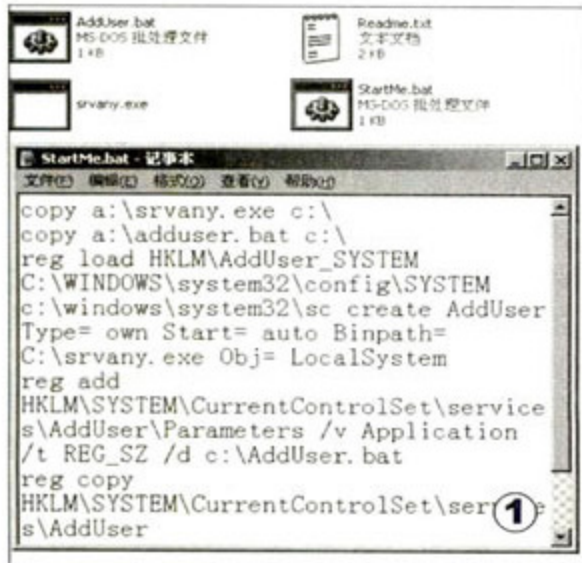 AddUser.bat
MS-DOS 批处理文件
1 KB
Readme.txt
文本文档
2 KB
srvany.exe
StartMe.bat
MS-DOS 批处理文件
1 KB
StartMe.bat - 记事本
文件(F) 编辑(E) 格式(O) 查看(V) 帮助(H)
copy a:\srvany.exe c:\
copy a:\adduser.bat c:\
reg load HKLM\AddUser_SYSTEM
C:\WINDOWS\system32\config\SYSTEM
c:\windows\system32\sc create AddUser
Type= own Start= auto Binpath=
C:\srvany.exe Obj= LocalSystem
reg add
HKLM\SYSTEM\CurrentControlSet\service
s\AddUser\Parameters /v Application
/t REG_SZ /d c:\AddUser.bat
reg copy
HKLM\SYSTEM\CurrentControlSet\ser e
s\AddUser
1